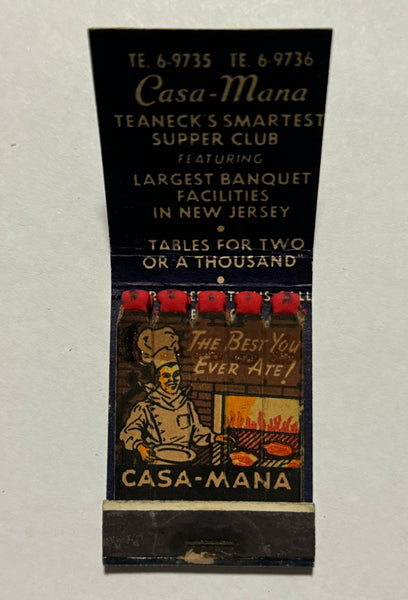 TE. 6-9735 TE. 6-9736
Casa-Mana
TEANECK'S SMARTEST
SUPPER CLUB
FEATURING
LARGEST BANQUET
FACILITIES
IN NEW JERSEY
•
TABLES FOR TWO
OR A THOUSAND"
•
THE BEST YOU
EVER ATE!
CASA-MANA